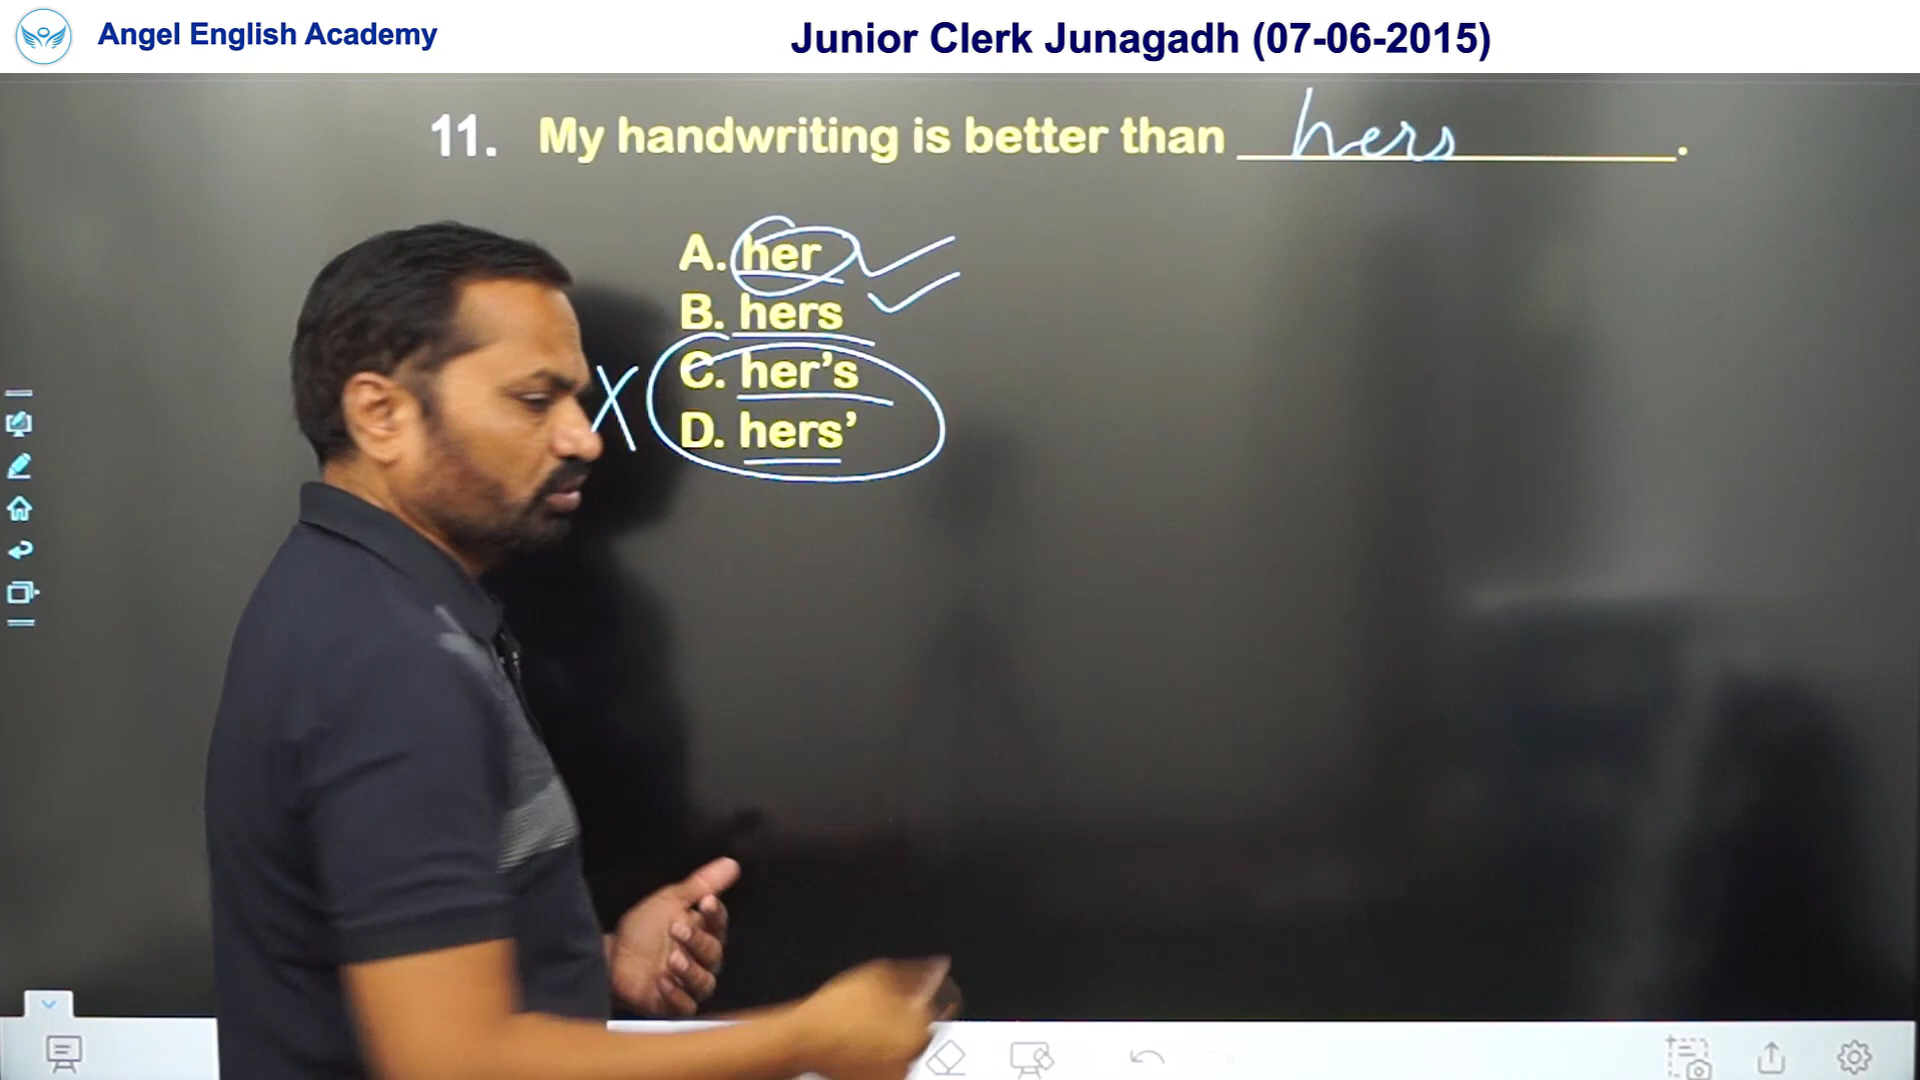 Angel English Academy
Junior Clerk Junagadh (07-06-2015)
11. My handwriting is better than hers.
A. her
B. hers
X C. her’s
D. hers’